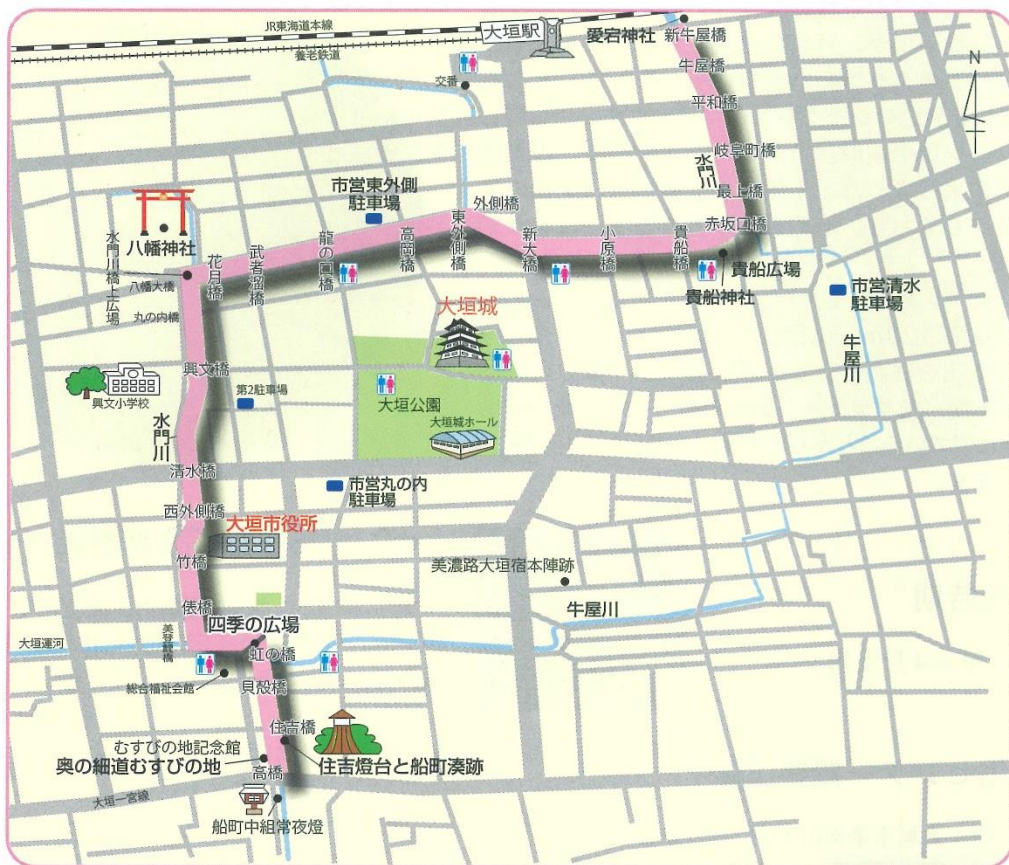 JR東海道本線
大垣駅
愛宕神社
新牛屋橋
養老鉄道
牛屋橋
N
交番
平和橋
岐阜町橋
水門川
市営東外側
駐車場
最上橋
外側橋
赤坂口橋
八幡神社
東外側橋
高岡橋
龍の口橋
武者溜橋
花月橋
新大橋
小原橋
貴船橋
貴船広場
水門川橋上広場
八幡大橋
貴船神社
市営清水
駐車場
丸の内橋
大垣城
牛屋川
興文橋
第2駐車場
興文小学校
大垣公園
大垣城ホール
水門川
清水橋
市営丸の内
駐車場
西外側橋
大垣市役所
竹橋
美濃路大垣宿本陣跡
俵橋
牛屋川
四季の広場
大垣運河
美登鯉橋
虹の橋
総合福祉会館
貝殻橋
住吉橋
むすびの地記念館
奥の細道むすびの地
住吉燈台と船町湊跡
高橋
大垣一宮線
船町中組常夜燈